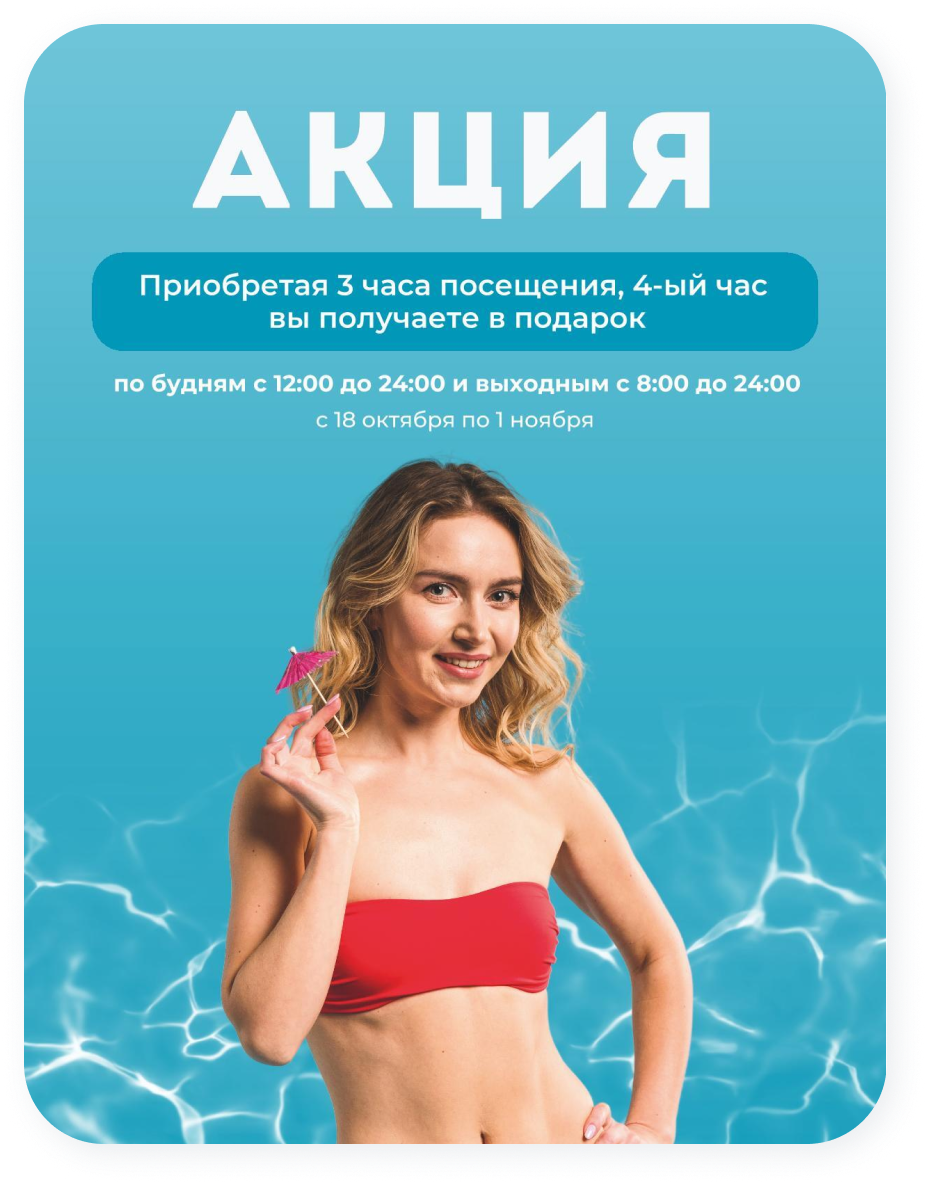 АКЦИЯ
Приобретая 3 часа посещения, 4-ый час
вы получаете в подарок
по будням с 12:00 до 24:00 и выходным с 8:00 до 24:00
с 18 октября по 1 ноября